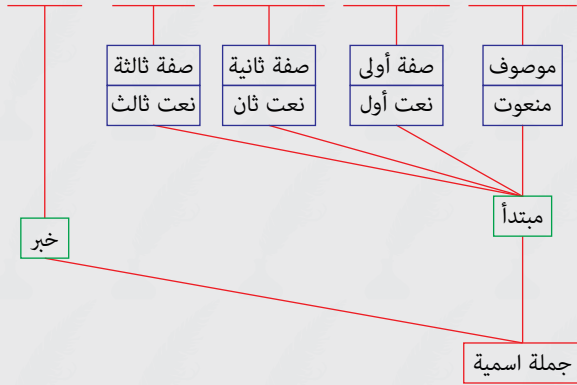 موصوف صفة أولى صفة ثانية صفة ثالثة
منعوت نعت أول نعت ثان نعت ثالث
مبتدأ
خبر
جملة اسمية